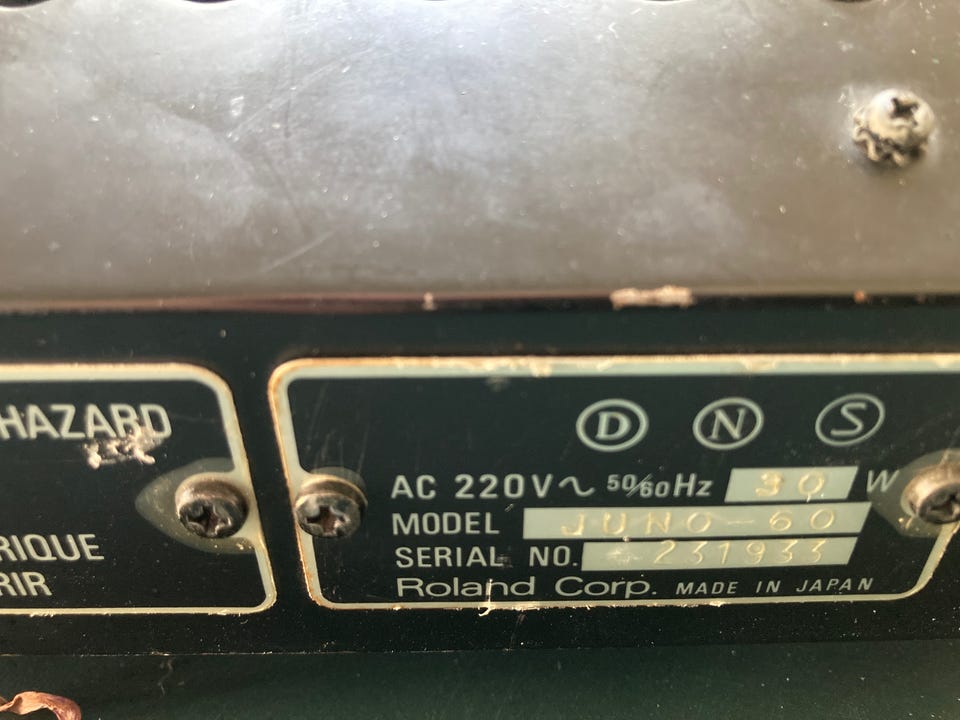 HAZARD
RIQUE
RIR
D N S
AC 220V~ 50/60Hz 30 W
MODEL JUNO-60
SERIAL NO. 231933
Roland Corp. MADE IN JAPAN